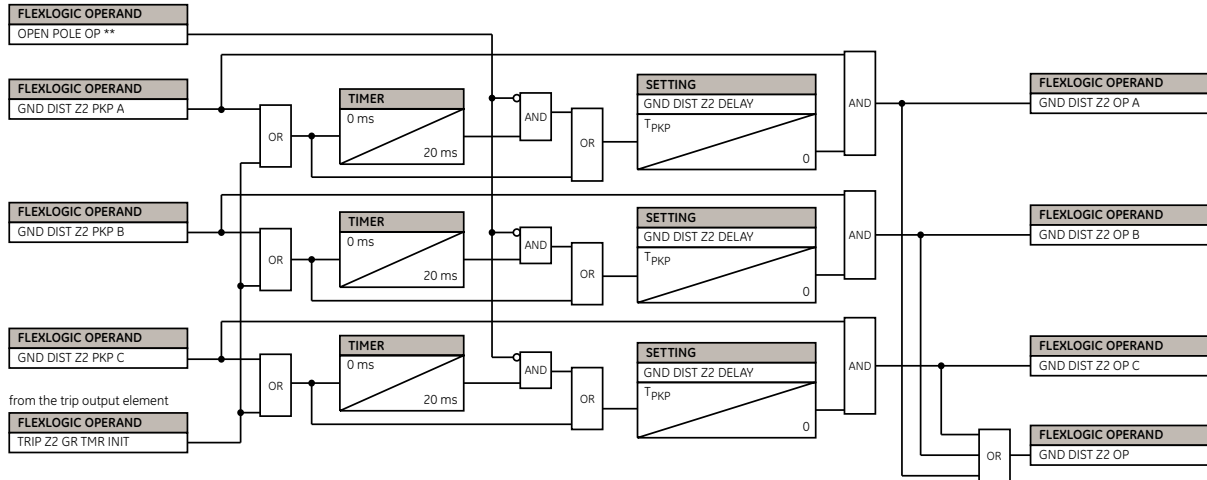 FLEXLOGIC OPERAND
OPEN POLE OP **
FLEXLOGIC OPERAND
GND DIST Z2 PKP A
OR
TIMER
0 ms
20 ms
AND
OR
SETTING
GND DIST Z2 DELAY
TPKP
0
AND
FLEXLOGIC OPERAND
GND DIST Z2 OP A
FLEXLOGIC OPERAND
GND DIST Z2 PKP B
OR
TIMER
0 ms
20 ms
AND
OR
SETTING
GND DIST Z2 DELAY
TPKP
0
AND
FLEXLOGIC OPERAND
GND DIST Z2 OP B
FLEXLOGIC OPERAND
GND DIST Z2 PKP C
OR
TIMER
0 ms
20 ms
AND
OR
SETTING
GND DIST Z2 DELAY
TPKP
0
AND
FLEXLOGIC OPERAND
GND DIST Z2 OP C
from the trip output element
FLEXLOGIC OPERAND
TRIP Z2 GR TMR INIT
OR
FLEXLOGIC OPERAND
GND DIST Z2 OP